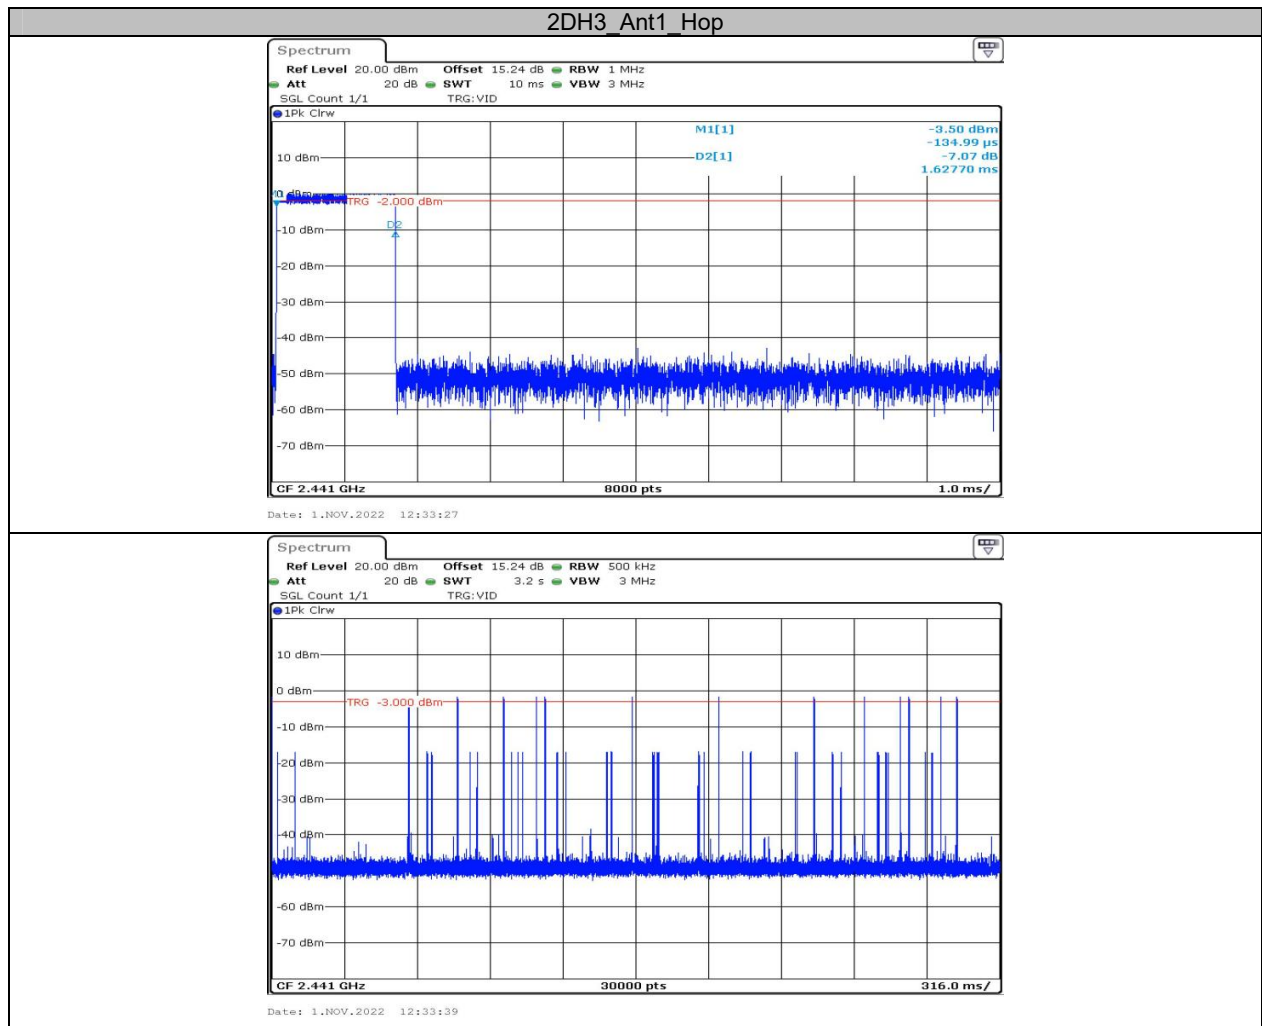 2DH3_Ant1_Hop
Spectrum
Ref Level 20.00 dBm Offset 15.24 dB RBW 1 MHz
Att 20 dB SWT 10 ms VBW 3 MHz
SGL Count 1/1 TRG:VID
1Pk Clrw
M1[1] -3.50 dBm
-134.99 µs
10 dBm D2[1] -7.07 dB
1.62770 ms
0 dBm
TRG -2.000 dBm
D2
-10 dBm
-20 dBm
-30 dBm
-40 dBm
-50 dBm
-60 dBm
-70 dBm
CF 2.441 GHz 8000 pts 1.0 ms/
Date: 1.NOV.2022 12:33:27
Spectrum
Ref Level 20.00 dBm Offset 15.24 dB RBW 500 kHz
Att 20 dB SWT 3.2 s VBW 3 MHz
SGL Count 1/1 TRG:VID
1Pk Clrw
10 dBm
0 dBm
TRG -3.000 dBm
-10 dBm
-20 dBm
-30 dBm
-40 dBm
-60 dBm
-70 dBm
CF 2.441 GHz 30000 pts 316.0 ms/
Date: 1.NOV.2022 12:33:39